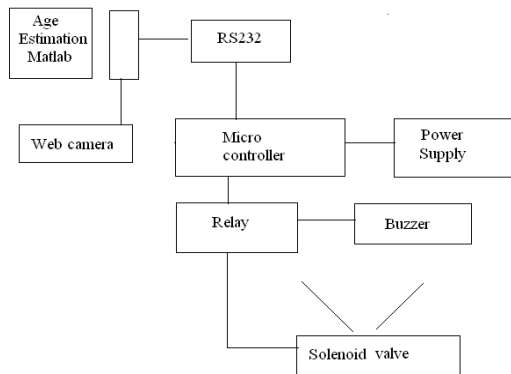 Age
Estimation
Matlab
RS232
Web camera
Micro
controller
Power
Supply
Relay
Buzzer
Solenoid valve